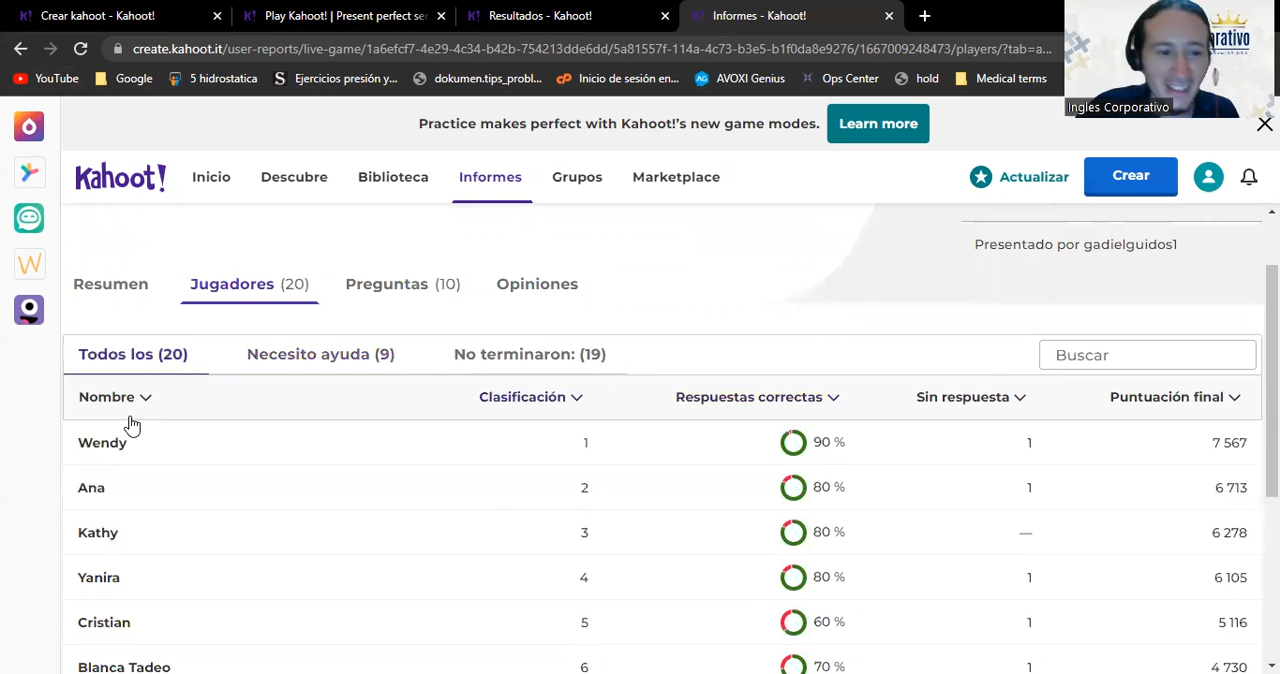 Crear kahoot - Kahoot!
Play Kahoot! | Present perfect ser
Resultados - Kahoot!
Informes - Kahoot!
create.kahoot.it/user-reports/live-game/1a6efcf7-4e29-4c34-b42b-754213dde6dd/5a81557f-114a-4c73-b3e5-b1f0da8e9276/1667009248473/players/?tab=a...
YouTube Google 5 hidrostatica Ejercicios presión y... dokumen.tips_probl... Inicio de sesión en... AVOXI Genius Ops Center hold Medical terms
Ingles Corporativo
Practice makes perfect with Kahoot!'s new game modes. Learn more
Kahoot! Inicio Descubre Biblioteca Informes Grupos Marketplace Actualizar Crear
Presentado por gadielguidos1
Resumen Jugadores (20) Preguntas (10) Opiniones
Todos los (20) Necesito ayuda (9) No terminaron: (19) Buscar
Nombre Clasificación Respuestas correctas Sin respuesta Puntuación final
Wendy 1 90 % 1 7 567
Ana 2 80 % 1 6 713
Kathy 3 80 % — 6 278
Yanira 4 80 % 1 6 105
Cristian 5 60 % 1 5 116
Blanca Tadeo 6 70 % 1 4 730